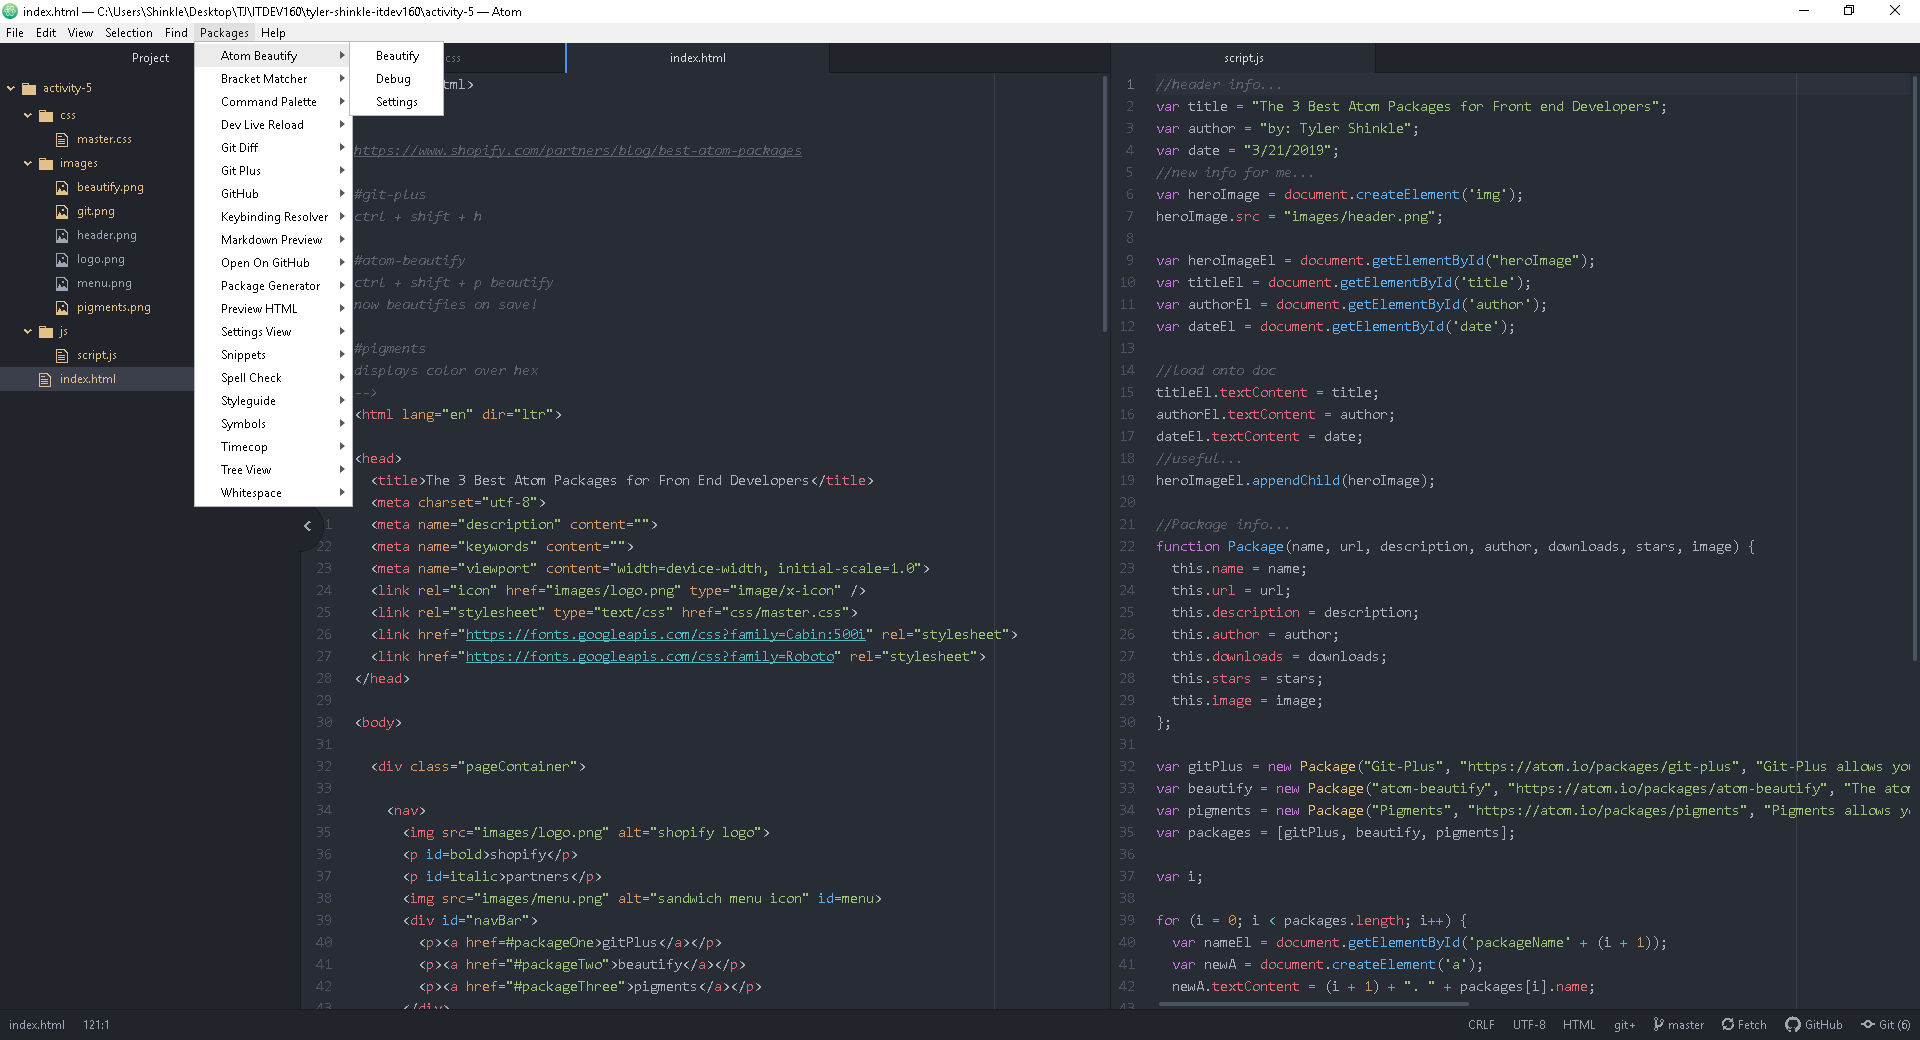 index.html — C:\Users\Shinkle\Desktop\TJ\ITDEV160\tyler-shinkle-itdev160\activity-5 — Atom
File Edit View Selection Find Packages Help
Project
activity-5
css
master.css
images
beautify.png
git.png
header.png
logo.png
menu.png
pigments.png
js
script.js
index.html
Atom Beautify
Bracket Matcher
Command Palette
Dev Live Reload
Git Diff
Git Plus
GitHub
Keybinding Resolver
Markdown Preview
Open On GitHub
Package Generator
Preview HTML
Settings View
Snippets
Spell Check
Styleguide
Symbols
Timecop
Tree View
Whitespace
Beautify
Debug
Settings
css
index.html
tml>
https://www.shopify.com/partners/blog/best-atom-packages
#git-plus
ctrl + shift + h
#atom-beautify
ctrl + shift + p beautify
now beautifies on save!
#pigments
displays color over hex
-->
<html lang="en" dir="ltr">
<head>
<title>The 3 Best Atom Packages for Fron End Developers</title>
<meta charset="utf-8">
1 <meta name="description" content="">
22 <meta name="keywords" content="">
23 <meta name="viewport" content="width=device-width, initial-scale=1.0">
24 <link rel="icon" href="images/logo.png" type="image/x-icon" />
25 <link rel="stylesheet" type="text/css" href="css/master.css">
26 <link href="https://fonts.googleapis.com/css?family=Cabin:500i" rel="stylesheet">
27 <link href="https://fonts.googleapis.com/css?family=Roboto" rel="stylesheet">
28 </head>
29
30 <body>
31
32 <div class="pageContainer">
33
34 <nav>
35 <img src="images/logo.png" alt="shopify logo">
36 <p id=bold>shopify</p>
37 <p id=italic>partners</p>
38 <img src="images/menu.png" alt="sandwich menu icon" id=menu>
39 <div id="navBar">
40 <p><a href=#packageOne>gitPlus</a></p>
41 <p><a href="#packageTwo">beautify</a></p>
42 <p><a href="#packageThree">pigments</a></p>
43 </div>
script.js
1 //header info...
2 var title = "The 3 Best Atom Packages for Front end Developers";
3 var author = "by: Tyler Shinkle";
4 var date = "3/21/2019";
5 //new info for me...
6 var heroImage = document.createElement('img');
7 heroImage.src = "images/header.png";
8
9 var heroImageEl = document.getElementById("heroImage");
10 var titleEl = document.getElementById('title');
11 var authorEl = document.getElementById('author');
12 var dateEl = document.getElementById('date');
13
14 //load onto doc
15 titleEl.textContent = title;
16 authorEl.textContent = author;
17 dateEl.textContent = date;
18 //useful...
19 heroImageEl.appendChild(heroImage);
20
21 //Package info...
22 function Package(name, url, description, author, downloads, stars, image) {
23 this.name = name;
24 this.url = url;
25 this.description = description;
26 this.author = author;
27 this.downloads = downloads;
28 this.stars = stars;
29 this.image = image;
30 };
31
32 var gitPlus = new Package("Git-Plus", "https://atom.io/packages/git-plus", "Git-Plus allows yo
33 var beautify = new Package("atom-beautify", "https://atom.io/packages/atom-beautify", "The ato
34 var pigments = new Package("Pigments", "https://atom.io/packages/pigments", "Pigments allows y
35 var packages = [gitPlus, beautify, pigments];
36
37 var i;
38
39 for (i = 0; i < packages.length; i++) {
40 var nameEl = document.getElementById('packageName' + (i + 1));
41 var newA = document.createElement('a');
42 newA.textContent = (i + 1) + ". " + packages[i].name;
43
index.html 121:1
CRLF UTF-8 HTML git+ master Fetch GitHub Git (6)